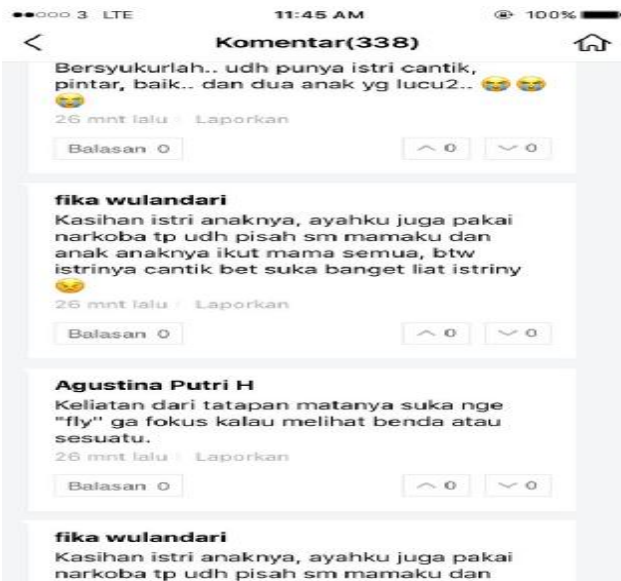 3 LTE 11:45 AM 100%
Komentar(338)
Bersyukurlah.. udh punya istri cantik,
pintar, baik.. dan dua anak yg lucu2.. 😭😭
😭
26 mnt lalu Laporkan
Balasan 0 0 0
fika wulandari
Kasihan istri anaknya, ayahku juga pakai
narkoba tp udh pisah sm mamaku dan
anak anaknya ikut mama semua, btw
istrinya cantik bet suka banget liat istriny
😣
26 mnt lalu Laporkan
Balasan 0 0 0
Agustina Putri H
Keliatan dari tatapan matanya suka nge
"fly" ga fokus kalau melihat benda atau
sesuatu.
26 mnt lalu Laporkan
Balasan 0 0 0
fika wulandari
Kasihan istri anaknya, ayahku juga pakai
narkoba tp udh pisah sm mamaku dan